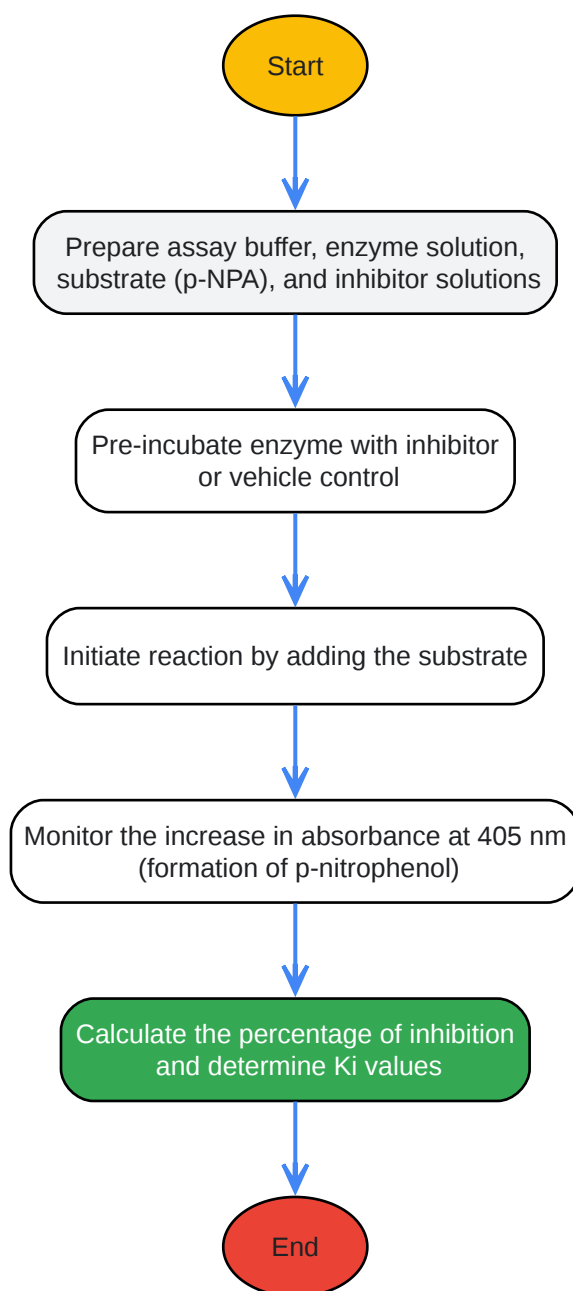 Start
Prepare assay buffer, enzyme solution,
substrate (p-NPA), and inhibitor solutions
Pre-incubate enzyme with inhibitor
or vehicle control
Initiate reaction by adding the substrate
Monitor the increase in absorbance at 405 nm
(formation of p-nitrophenol)
Calculate the percentage of inhibition
and determine Ki values
End